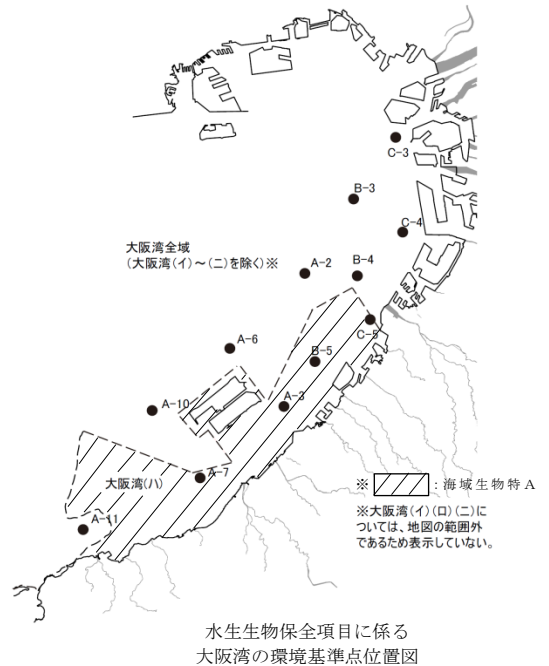 C-3
B-3
C-4
大阪湾全域
(大阪湾(イ)～(ニ)を除く)※
A-2
B-4
C-5
A-6
B-5
A-10
A-3
大阪湾(ハ)
A-7
※ :海域生物特A
A-11
※大阪湾(イ)(ロ)(ニ)に
ついては、地図の範囲外
であるため表示していない。
水生生物保全項目に係る
大阪湾の環境基準点位置図